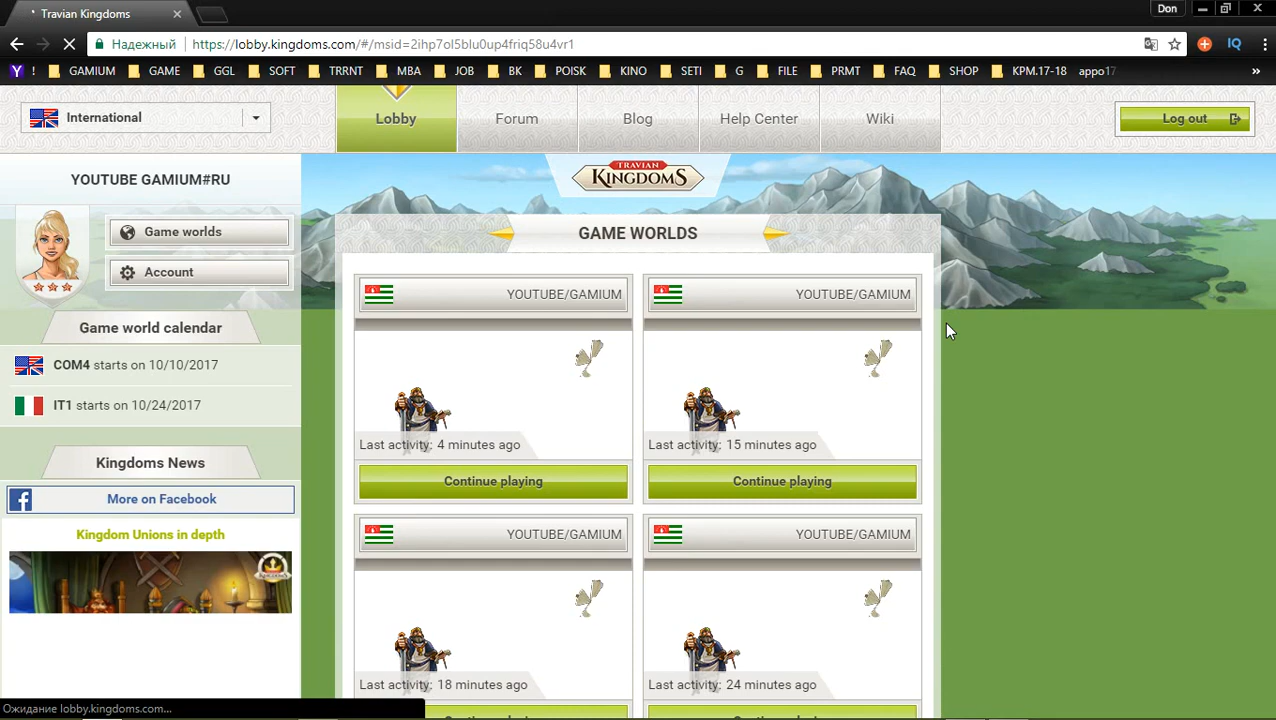 Travian Kingdoms
Don
Надежный
https://lobby.kingdoms.com/#/msid=2ihp7ol5blu0up4friq58u4vr1
IQ
Y ! GAMIUM GAME GGL SOFT TRRNT MBA JOB BK POISK KINO SETI G FILE PRMT FAQ SHOP KPM.17-18 appo17 »
International
Lobby
Forum
Blog
Help Center
Wiki
Log out
YOUTUBE GAMIUM#RU
TRAVIAN
KINGDOMS
Game worlds
Account
GAME WORLDS
Game world calendar
COM4 starts on 10/10/2017
IT1 starts on 10/24/2017
Kingdoms News
More on Facebook
Kingdom Unions in depth
YOUTUBE/GAMIUM
Last activity: 4 minutes ago
Continue playing
YOUTUBE/GAMIUM
Last activity: 15 minutes ago
Continue playing
YOUTUBE/GAMIUM
Last activity: 18 minutes ago
Continue playing
YOUTUBE/GAMIUM
Last activity: 24 minutes ago
Continue playing
Ожидание lobby.kingdoms.com...